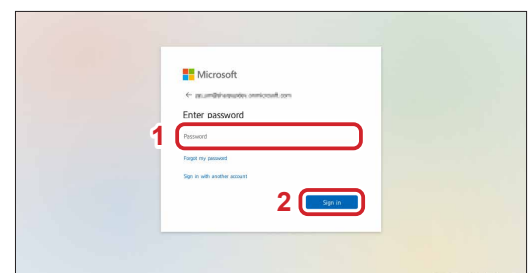 Microsoft
Enter password
1
Password
Forgot my password
Sign in with another account
2
Sign in